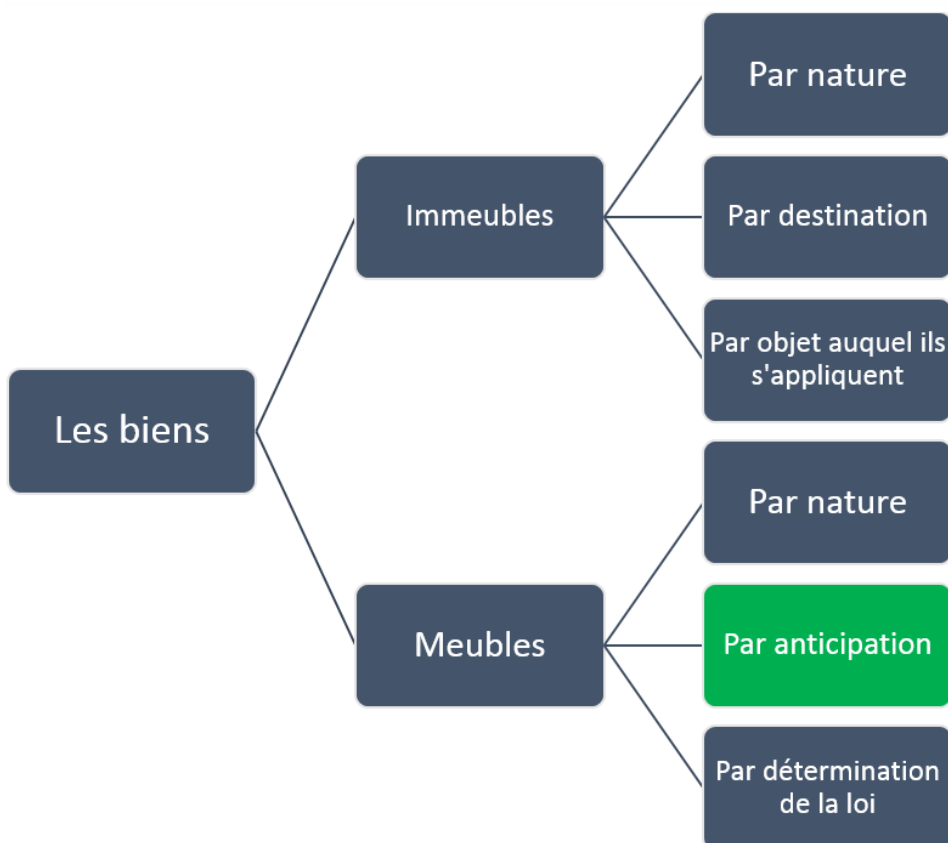 Les biens
Immeubles
Par nature
Par destination
Par objet auquel ils
s'appliquent
Meubles
Par nature
Par anticipation
Par détermination
de la loi